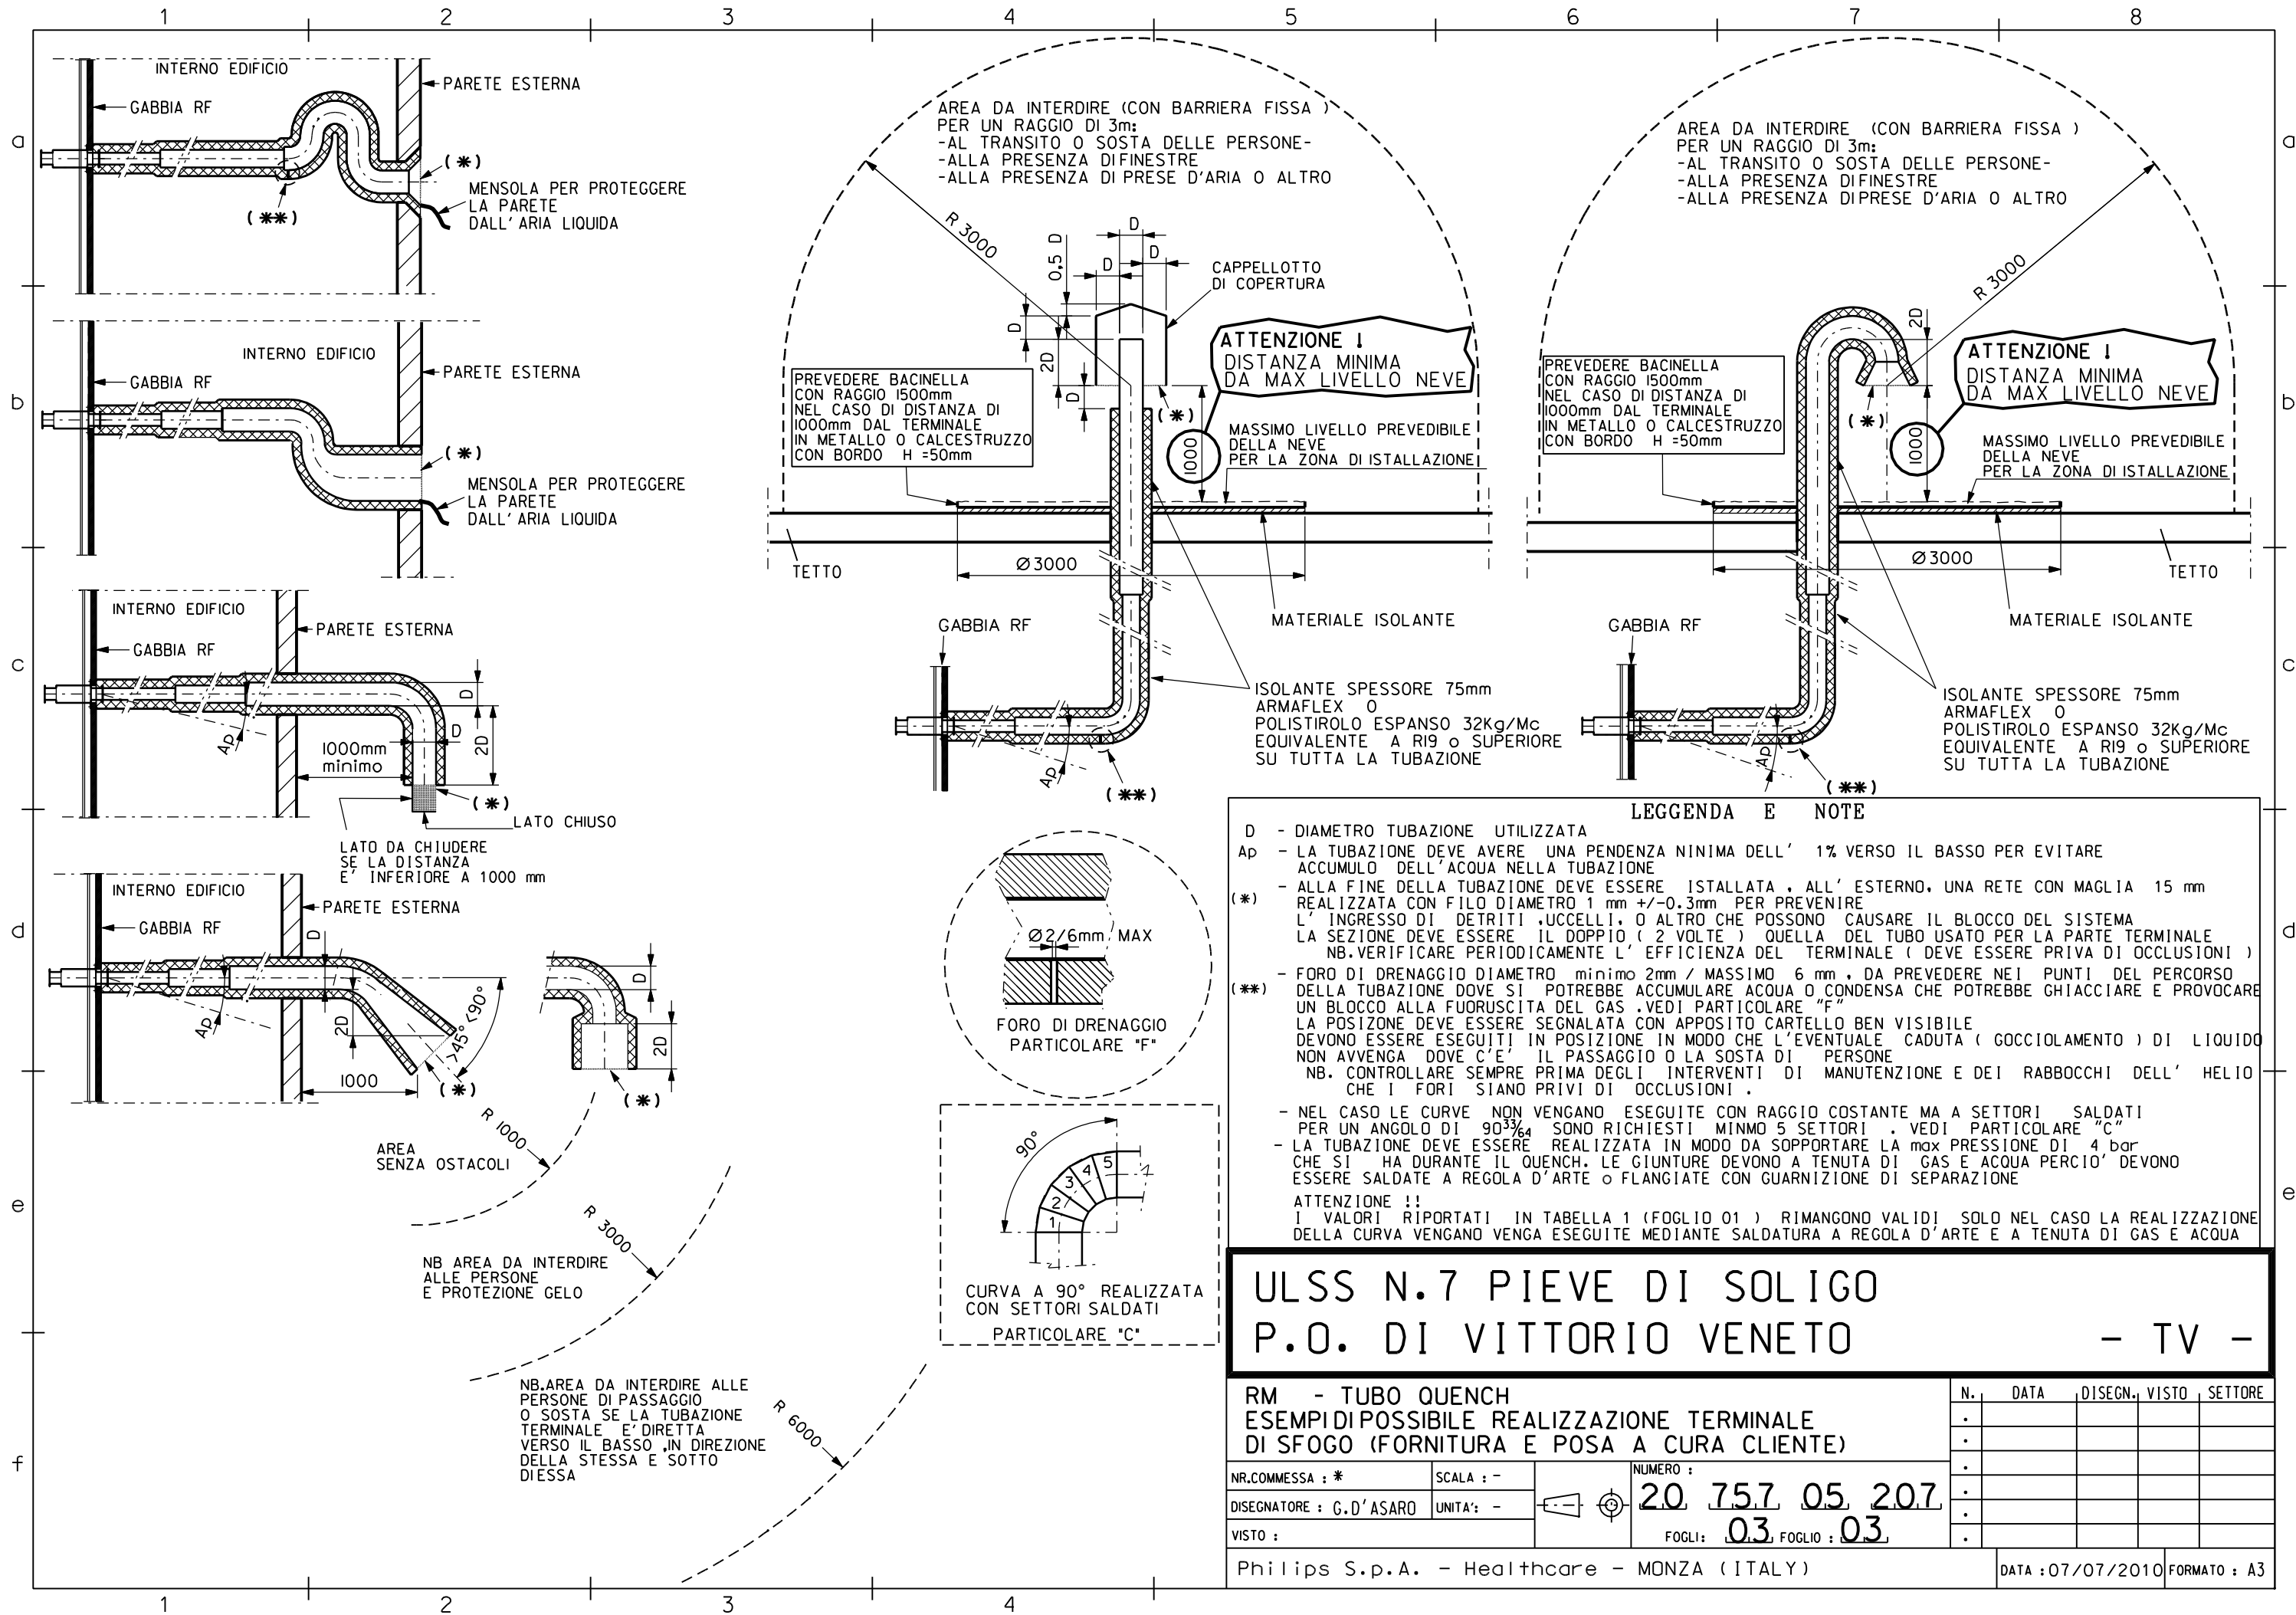 1 2 3 4 5 6 7 8
a
b
c
d
e
f
INTERNO EDIFICIO
GABBIA RF
PARETE ESTERNA
(*)
(**)
MENSOLA PER PROTEGGERE
LA PARETE
DALL'ARIA LIQUIDA
INTERNO EDIFICIO
GABBIA RF
PARETE ESTERNA
(*)
MENSOLA PER PROTEGGERE
LA PARETE
DALL'ARIA LIQUIDA
INTERNO EDIFICIO
GABBIA RF
PARETE ESTERNA
Ap
1000mm
minimo
D
D
2D
(*)
LATO CHIUSO
LATO DA CHIUDERE
SE LA DISTANZA
E' INFERIORE A 1000 mm
INTERNO EDIFICIO
GABBIA RF
PARETE ESTERNA
D
Ap
2D
>45° <90°
1000
(*)
D
2D
(*)
R 1000
AREA
SENZA OSTACOLI
R 3000
NB AREA DA INTERDIRE
ALLE PERSONE
E PROTEZIONE GELO
R 6000
NB.AREA DA INTERDIRE ALLE
PERSONE DI PASSAGGIO
O SOSTA SE LA TUBAZIONE
TERMINALE E' DIRETTA
VERSO IL BASSO ,IN DIREZIONE
DELLA STESSA E SOTTO
DI ESSA
AREA DA INTERDIRE (CON BARRIERA FISSA )
PER UN RAGGIO DI 3m:
-AL TRANSITO O SOSTA DELLE PERSONE-
-ALLA PRESENZA DI FINESTRE
-ALLA PRESENZA DI PRESE D'ARIA O ALTRO
R 3000
D
0,5 D
D
D
CAPPELLOTTO
DI COPERTURA
D
2D
D
(*)
ATTENZIONE !
DISTANZA MINIMA
DA MAX LIVELLO NEVE
PREVEDERE BACINELLA
CON RAGGIO 1500mm
NEL CASO DI DISTANZA DI
1000mm DAL TERMINALE
IN METALLO O CALCESTRUZZO
CON BORDO H =50mm
1000
MASSIMO LIVELLO PREVEDIBILE
DELLA NEVE
PER LA ZONA DI ISTALLAZIONE
TETTO
Ø3000
MATERIALE ISOLANTE
GABBIA RF
Ap
(**)
ISOLANTE SPESSORE 75mm
ARMAFLEX O
POLISTIROLO ESPANSO 32Kg/Mc
EQUIVALENTE A R19 o SUPERIORE
SU TUTTA LA TUBAZIONE
AREA DA INTERDIRE (CON BARRIERA FISSA )
PER UN RAGGIO DI 3m:
-AL TRANSITO O SOSTA DELLE PERSONE-
-ALLA PRESENZA DI FINESTRE
-ALLA PRESENZA DI PRESE D'ARIA O ALTRO
R 3000
2D
ATTENZIONE !
DISTANZA MINIMA
DA MAX LIVELLO NEVE
PREVEDERE BACINELLA
CON RAGGIO 1500mm
NEL CASO DI DISTANZA DI
1000mm DAL TERMINALE
IN METALLO O CALCESTRUZZO
CON BORDO H =50mm
(*)
1000
MASSIMO LIVELLO PREVEDIBILE
DELLA NEVE
PER LA ZONA DI ISTALLAZIONE
Ø3000
TETTO
MATERIALE ISOLANTE
GABBIA RF
Ap
(**)
ISOLANTE SPESSORE 75mm
ARMAFLEX O
POLISTIROLO ESPANSO 32Kg/Mc
EQUIVALENTE A R19 o SUPERIORE
SU TUTTA LA TUBAZIONE
Ø2/6mm MAX
FORO DI DRENAGGIO
PARTICOLARE "F"
90°
1 2 3 4 5
CURVA A 90° REALIZZATA
CON SETTORI SALDATI
PARTICOLARE "C"
LEGGENDA E NOTE
D - DIAMETRO TUBAZIONE UTILIZZATA
Ap - LA TUBAZIONE DEVE AVERE UNA PENDENZA NINIMA DELL' 1% VERSO IL BASSO PER EVITARE
ACCUMULO DELL'ACQUA NELLA TUBAZIONE
(*) - ALLA FINE DELLA TUBAZIONE DEVE ESSERE ISTALLATA , ALL' ESTERNO, UNA RETE CON MAGLIA 15 mm
REALIZZATA CON FILO DIAMETRO 1 mm +/-0.3mm PER PREVENIRE
L' INGRESSO DI DETRITI ,UCCELLI, O ALTRO CHE POSSONO CAUSARE IL BLOCCO DEL SISTEMA
LA SEZIONE DEVE ESSERE IL DOPPIO ( 2 VOLTE ) QUELLA DEL TUBO USATO PER LA PARTE TERMINALE
NB.VERIFICARE PERIODICAMENTE L' EFFICIENZA DEL TERMINALE ( DEVE ESSERE PRIVA DI OCCLUSIONI )
(**) - FORO DI DRENAGGIO DIAMETRO minimo 2mm / MASSIMO 6 mm , DA PREVEDERE NEI PUNTI DEL PERCORSO
DELLA TUBAZIONE DOVE SI POTREBBE ACCUMULARE ACQUA O CONDENSA CHE POTREBBE GHIACCIARE E PROVOCARE
UN BLOCCO ALLA FUORUSCITA DEL GAS .VEDI PARTICOLARE "F"
LA POSIZONE DEVE ESSERE SEGNALATA CON APPOSITO CARTELLO BEN VISIBILE
DEVONO ESSERE ESEGUITI IN POSIZIONE IN MODO CHE L'EVENTUALE CADUTA ( GOCCIOLAMENTO ) DI LIQUIDO
NON AVVENGA DOVE C'E' IL PASSAGGIO O LA SOSTA DI PERSONE
NB. CONTROLLARE SEMPRE PRIMA DEGLI INTERVENTI DI MANUTENZIONE E DEI RABBOCCHI DELL' HELIO
CHE I FORI SIANO PRIVI DI OCCLUSIONI .
- NEL CASO LE CURVE NON VENGANO ESEGUITE CON RAGGIO COSTANTE MA A SETTORI SALDATI
PER UN ANGOLO DI 90 33/64 SONO RICHIESTI MINMO 5 SETTORI . VEDI PARTICOLARE "C"
- LA TUBAZIONE DEVE ESSERE REALIZZATA IN MODO DA SOPPORTARE LA max PRESSIONE DI 4 bar
CHE SI HA DURANTE IL QUENCH. LE GIUNTURE DEVONO A TENUTA DI GAS E ACQUA PERCIO' DEVONO
ESSERE SALDATE A REGOLA D'ARTE o FLANGIATE CON GUARNIZIONE DI SEPARAZIONE
ATTENZIONE !!
I VALORI RIPORTATI IN TABELLA 1 (FOGLIO 01 ) RIMANGONO VALIDI SOLO NEL CASO LA REALIZZAZIONE
DELLA CURVA VENGANO VENGA ESEGUITE MEDIANTE SALDATURA A REGOLA D'ARTE E A TENUTA DI GAS E ACQUA
ULSS N.7 PIEVE DI SOLIGO
P.O. DI VITTORIO VENETO - TV -
RM - TUBO QUENCH
ESEMPI DI POSSIBILE REALIZZAZIONE TERMINALE
DI SFOGO (FORNITURA E POSA A CURA CLIENTE)
N. DATA DISEGN. VISTO SETTORE
NR.COMMESSA : * SCALA : -
DISEGNATORE : G.D'ASARO UNITA': -
VISTO :
NUMERO :
20 757 05 207
FOGLI: 03 FOGLIO : 03
Philips S.p.A. - Healthcare - MONZA (ITALY)
DATA :07/07/2010 FORMATO : A3
a
b
c
d
e
1 2 3 4